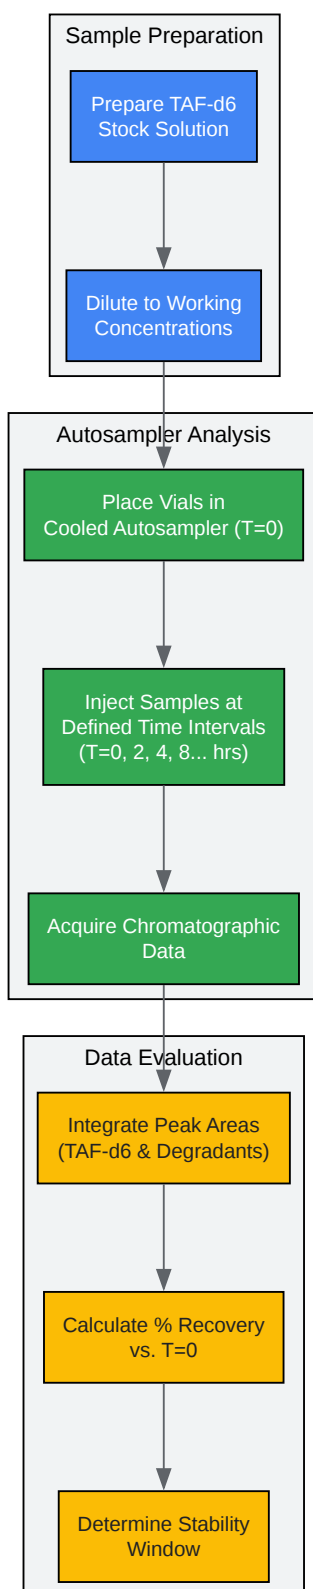 Sample Preparation
Prepare TAF-d6
Stock Solution
Dilute to Working
Concentrations
Autosampler Analysis
Place Vials in
Cooled Autosampler (T=0)
Inject Samples at
Defined Time Intervals
(T=0, 2, 4, 8... hrs)
Acquire Chromatographic
Data
Data Evaluation
Integrate Peak Areas
(TAF-d6 & Degradants)
Calculate % Recovery
vs. T=0
Determine Stability
Window